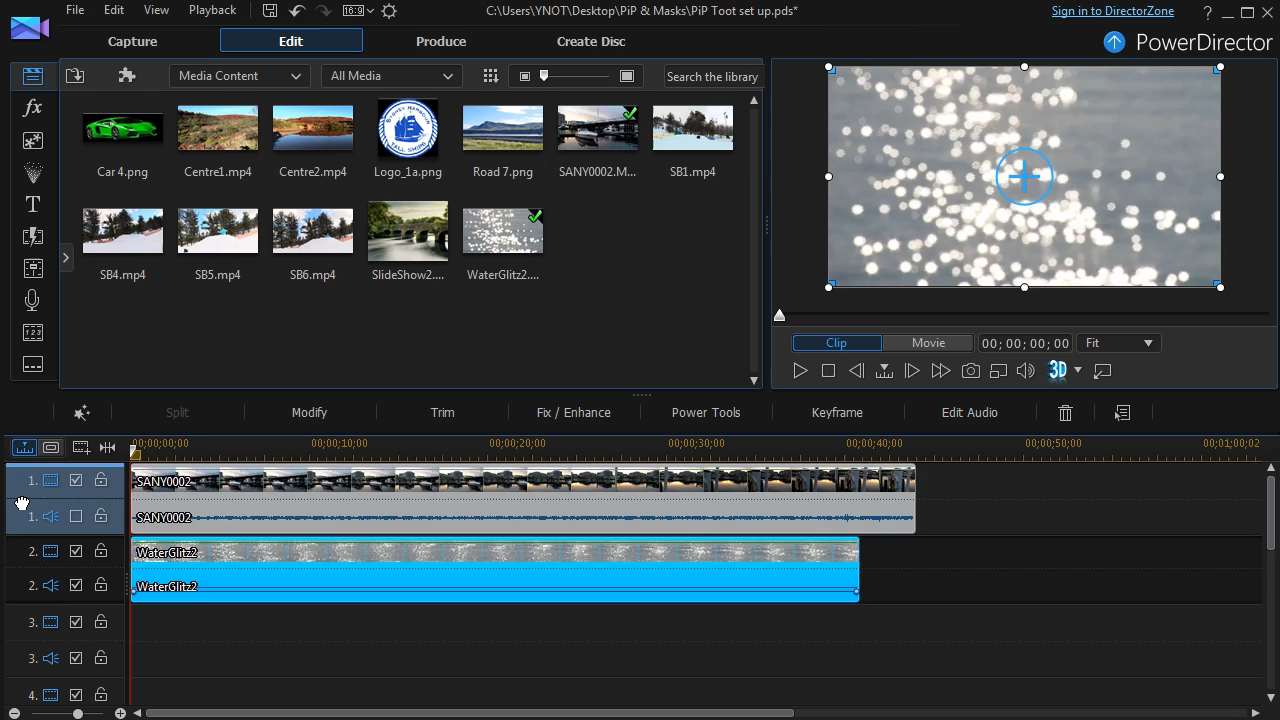 File Edit View Playback
C:\Users\YNOT\Desktop\PiP & Masks\PiP Toot set up.pds*
Sign in to DirectorZone
?
Capture
Edit
Produce
Create Disc
PowerDirector
Media Content
All Media
Search the library
fx
T
Car 4.png
Centre1.mp4
Centre2.mp4
Logo_1a.png
Road 7.png
SANY0002.M...
SB1.mp4
SB4.mp4
SB5.mp4
SB6.mp4
SlideShow2....
WaterGlitz2....
Clip
Movie
00; 00; 00; 00
Fit
3D
Split
Modify
Trim
Fix / Enhance
Power Tools
Keyframe
Edit Audio
00;00;00;00
00;00;10;00
00;00;20;00
00;00;30;00
00;00;40;00
00;00;50;00
00;01;00;02
1.
SANY0002
1.
SANY0002
2.
WaterGlitz2
2.
WaterGlitz2
3.
3.
4.